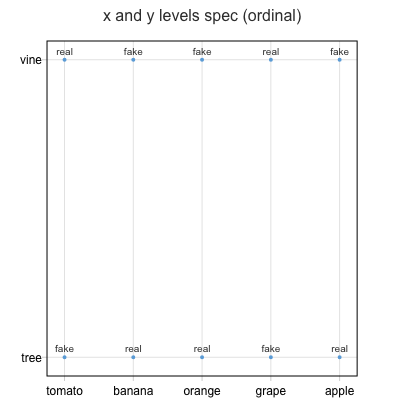 x and y levels spec (ordinal)
vine real fake fake real fake
tree fake real real fake real
tomato banana orange grape apple